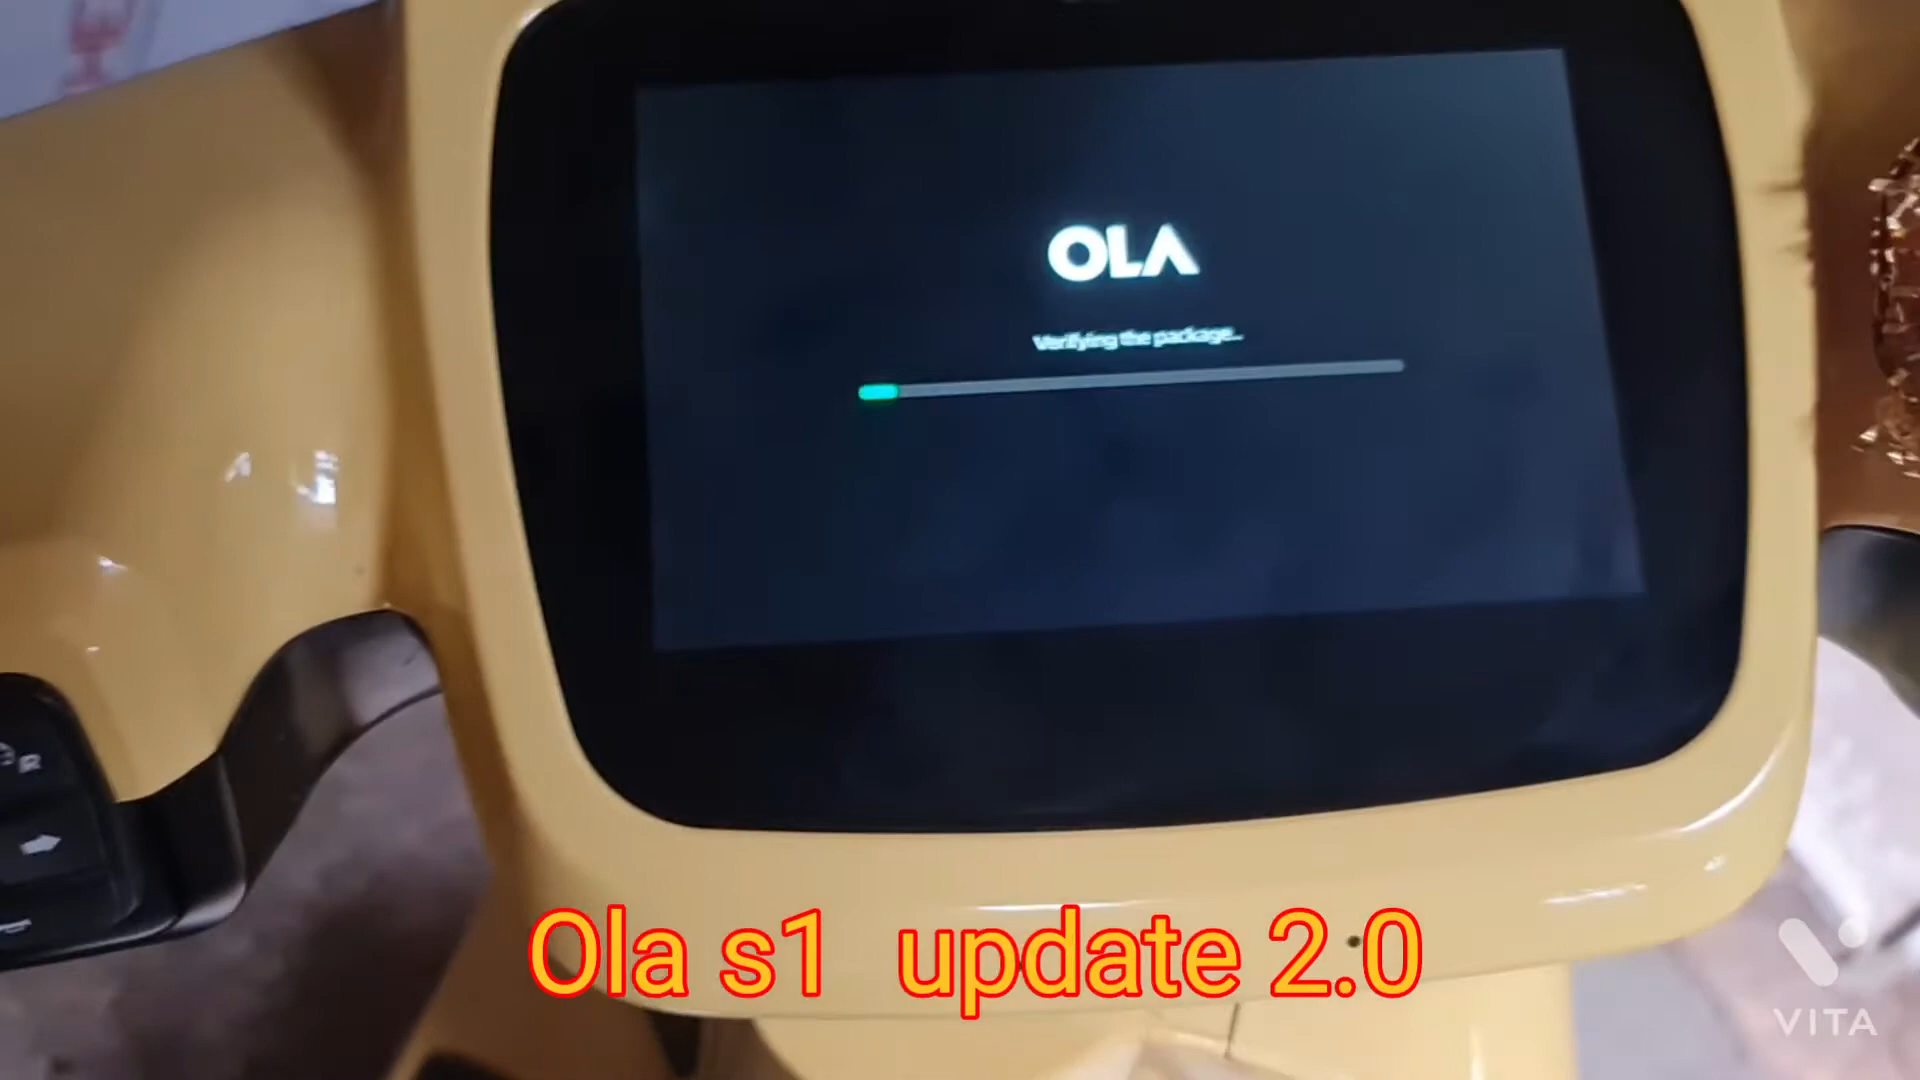 OLA
Verifying the package...
R
Ola s1 update 2.0
VITA